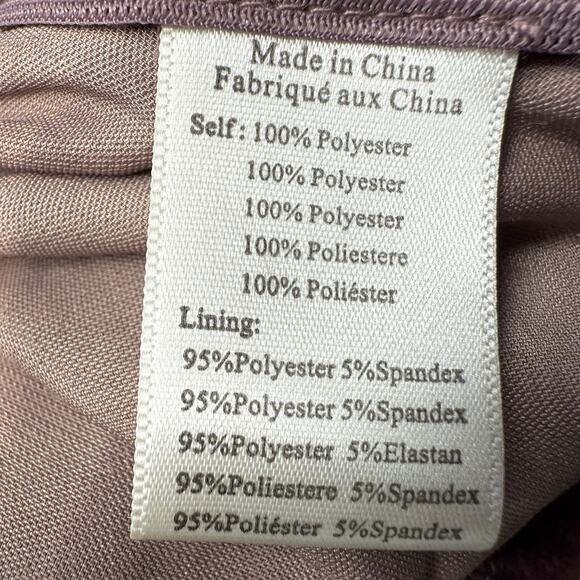 Made in China
Fabriqué aux China
Self: 100% Polyester
100% Polyester
100% Polyester
100% Poliestere
100% Poliéster
Lining:
95%Polyester 5%Spandex
95%Polyester 5%Spandex
95%Polyester 5%Elastan
95%Poliestere 5%Spandex
95%Poliéster 5%Spandex